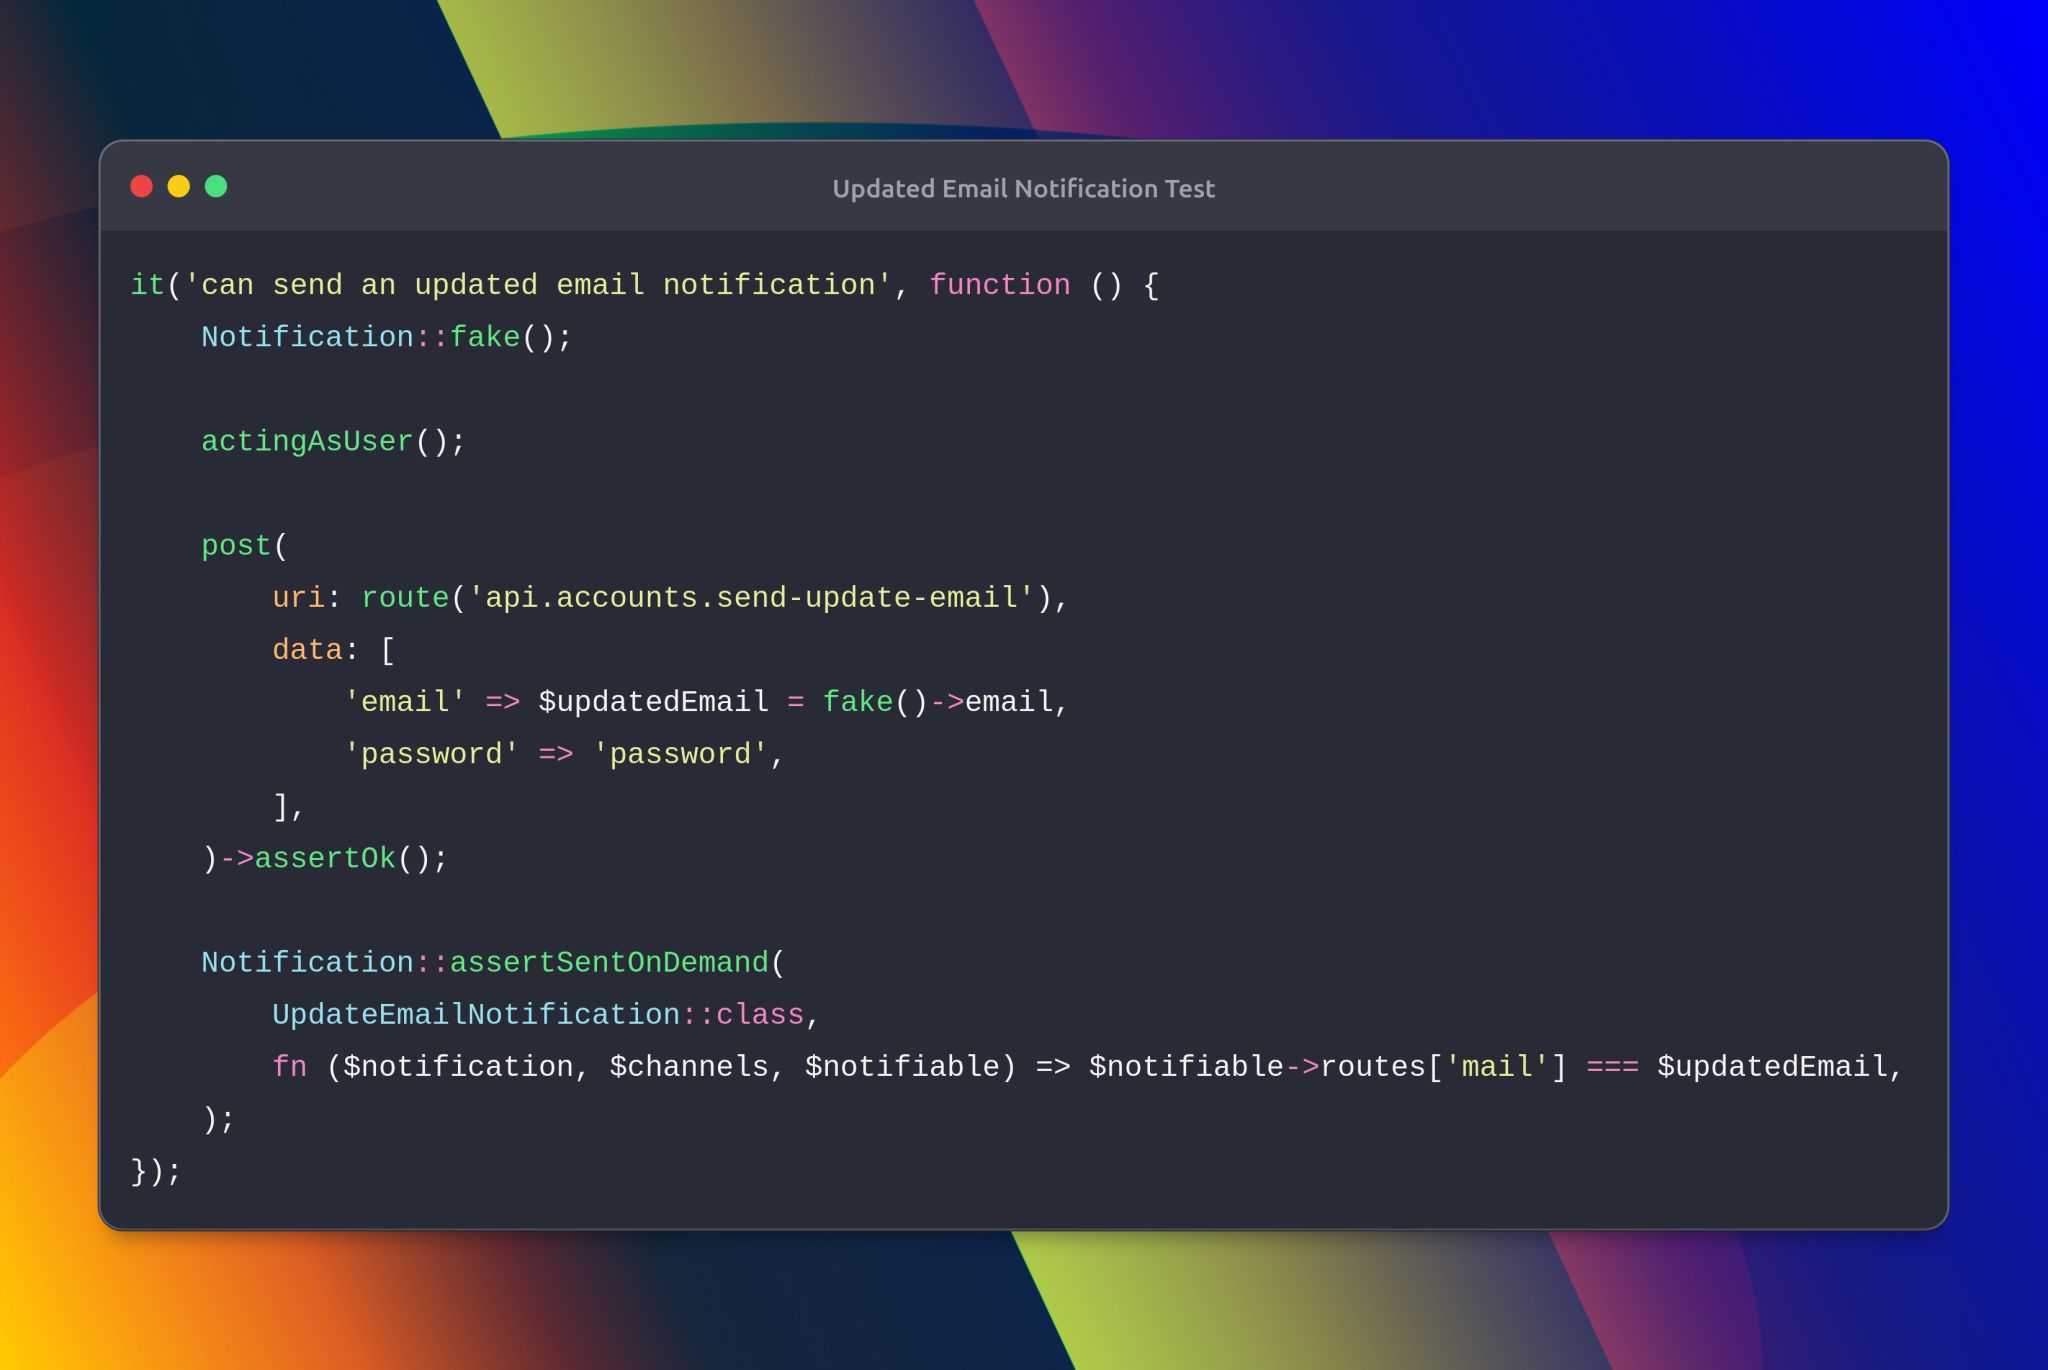 Updated Email Notification Test
it('can send an updated email notification', function () {
    Notification::fake();

    actingAsUser();

    post(
        uri: route('api.accounts.send-update-email'),
        data: [
            'email' => $updatedEmail = fake()->email,
            'password' => 'password',
        ],
    )->assertOk();

    Notification::assertSentOnDemand(
        UpdateEmailNotification::class,
        fn ($notification, $channels, $notifiable) => $notifiable->routes['mail'] === $updatedEmail,
    );
});